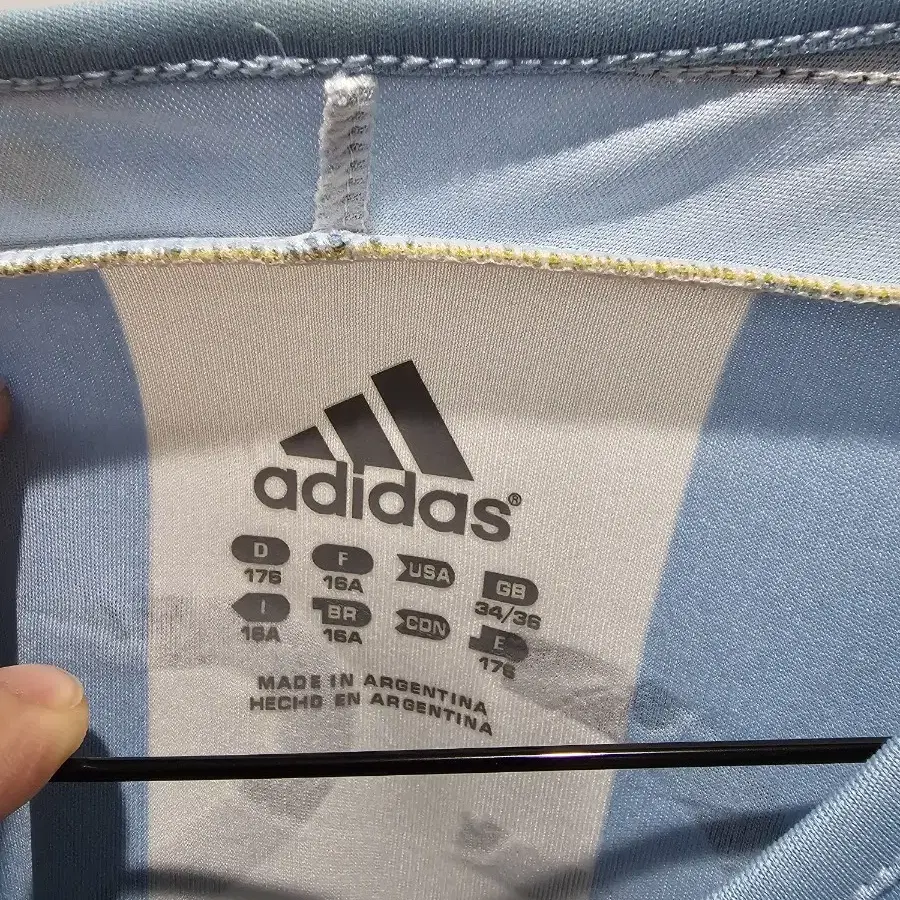 adidas®
D F USA GB
176 16A 34/36
I BR CDN E
16A 16A 176
MADE IN ARGENTINA
HECHO EN ARGENTINA